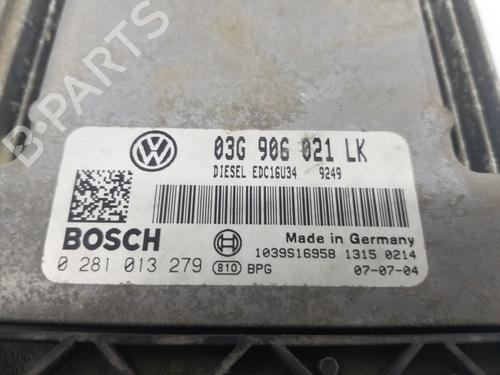 03G 906 021 LK
DIESEL EDC16U34 9249
BOSCH
Made in Germany
1039S16958 1315 0214
0 281 013 279 810 BPG 07-07-04
B-PARTS